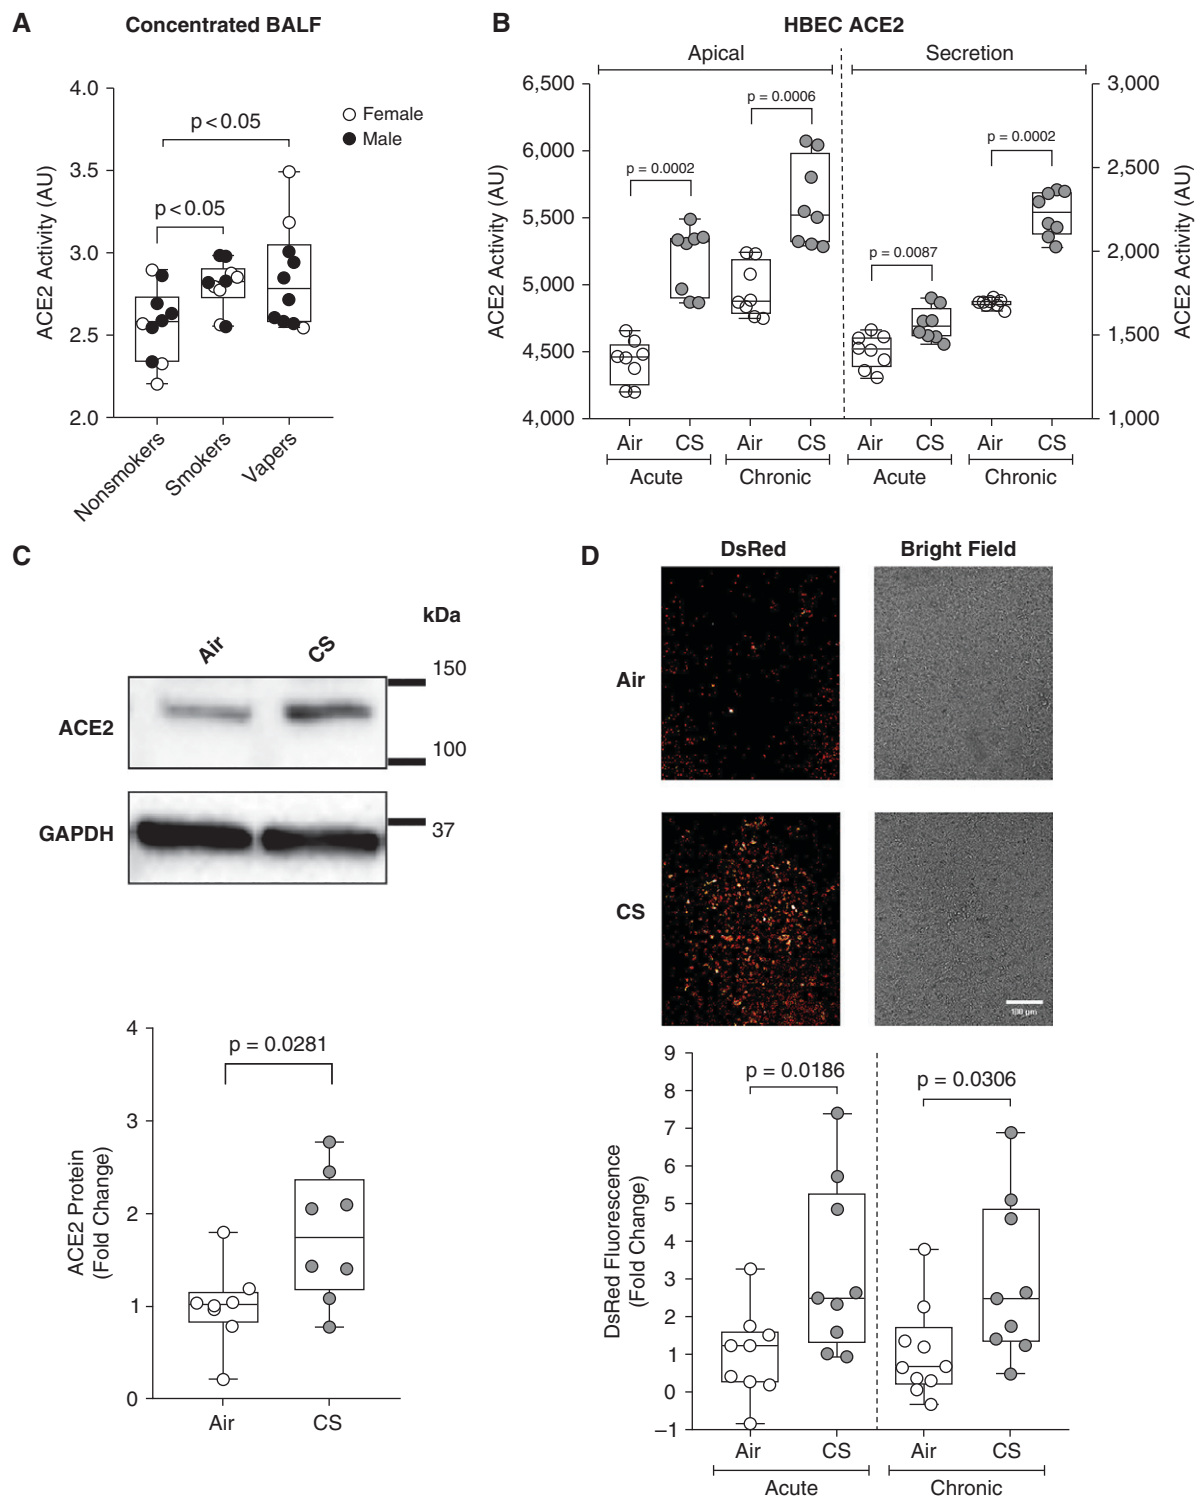 A
Concentrated BALF
4.0
3.5
3.0
2.5
2.0
ACE2 Activity (AU)
p < 0.05
p < 0.05
Female
Male
Nonsmokers
Smokers
Vapers
B
HBEC ACE2
Apical
Secretion
6,500
6,000
5,500
5,000
4,500
4,000
ACE2 Activity (AU)
p = 0.0002
p = 0.0006
p = 0.0087
p = 0.0002
3,000
2,500
2,000
1,500
1,000
ACE2 Activity (AU)
Air
CS
Air
CS
Air
CS
Air
CS
Acute
Chronic
Acute
Chronic
C
kDa
Air
CS
150
ACE2
100
GAPDH
37
4
3
2
1
0
ACE2 Protein
(Fold Change)
p = 0.0281
Air
CS
D
DsRed
Bright Field
Air
CS
100 µm
9
8
7
6
5
4
3
2
1
0
−1
DsRed Fluorescence
(Fold Change)
p = 0.0186
p = 0.0306
Air
CS
Air
CS
Acute
Chronic